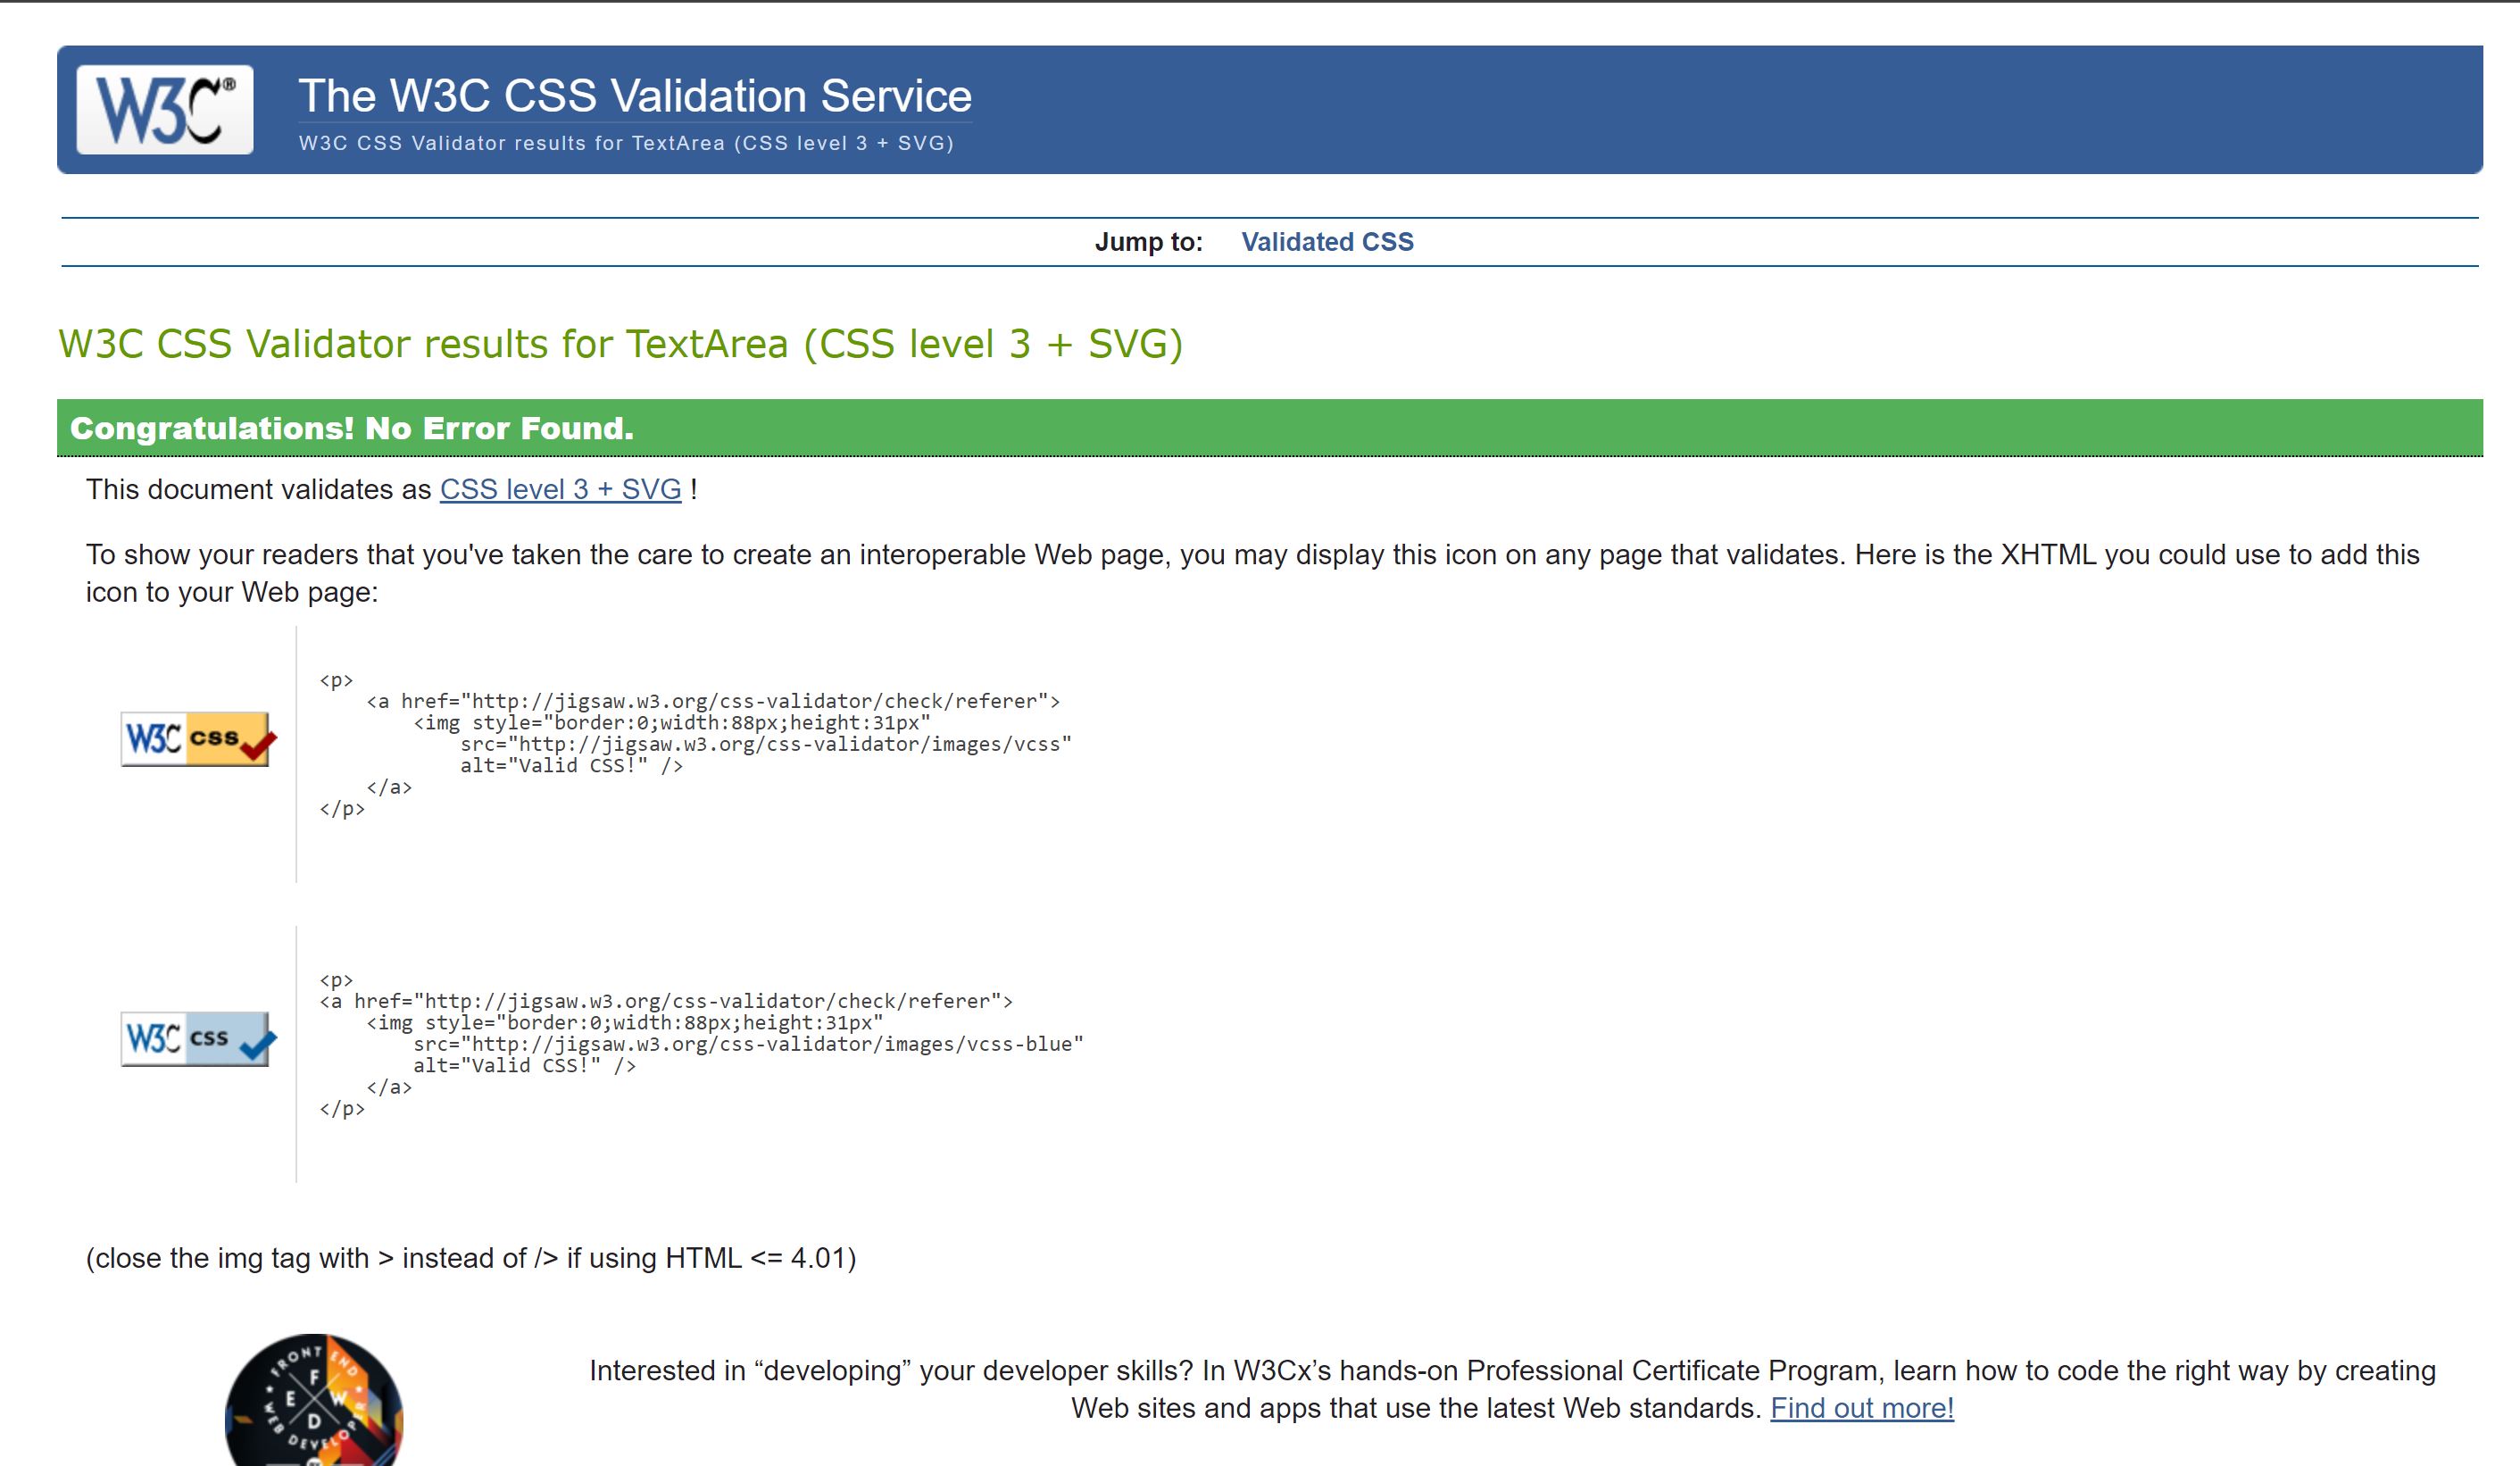 W3C®
The W3C CSS Validation Service
W3C CSS Validator results for TextArea (CSS level 3 + SVG)
Jump to: Validated CSS
W3C CSS Validator results for TextArea (CSS level 3 + SVG)
Congratulations! No Error Found.
This document validates as CSS level 3 + SVG !
To show your readers that you've taken the care to create an interoperable Web page, you may display this icon on any page that validates. Here is the XHTML you could use to add this
icon to your Web page:
W3C css
<p>
    <a href="http://jigsaw.w3.org/css-validator/check/referer">
        <img style="border:0;width:88px;height:31px"
            src="http://jigsaw.w3.org/css-validator/images/vcss"
            alt="Valid CSS!" />
    </a>
</p>
W3C css
<p>
<a href="http://jigsaw.w3.org/css-validator/check/referer">
    <img style="border:0;width:88px;height:31px"
        src="http://jigsaw.w3.org/css-validator/images/vcss-blue"
        alt="Valid CSS!" />
    </a>
</p>
(close the img tag with > instead of /> if using HTML <= 4.01)
FRONT END
F
E W
D
WEB DEVELOPER
Interested in “developing” your developer skills? In W3Cx’s hands-on Professional Certificate Program, learn how to code the right way by creating
Web sites and apps that use the latest Web standards. Find out more!